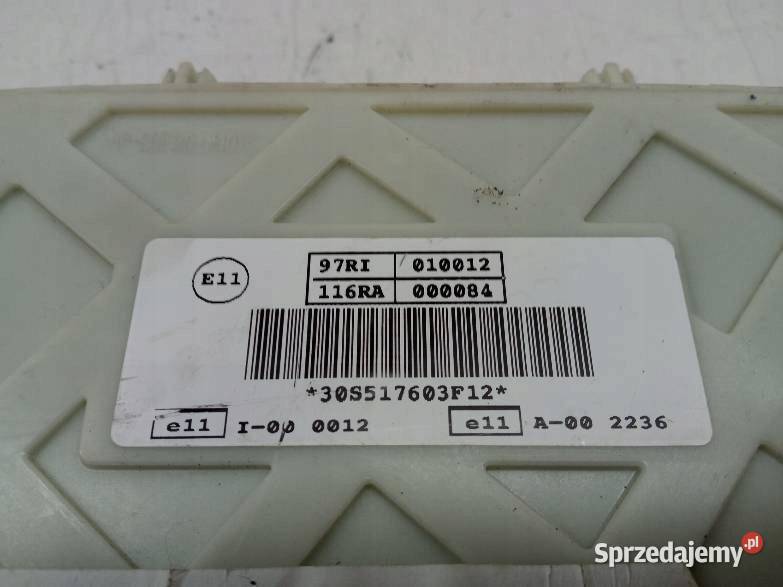 E11
97RI 010012
116RA 000084
*30S517603F12*
e11 I-00 0012 e11 A-00 2236
Sprzedajemy.pl